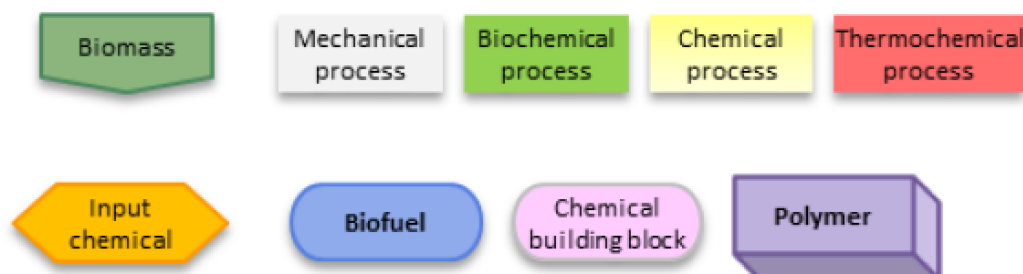 Biomass
Mechanical
process
Biochemical
process
Chemical
process
Thermochemical
process
Input
chemical
Biofuel
Chemical
building block
Polymer